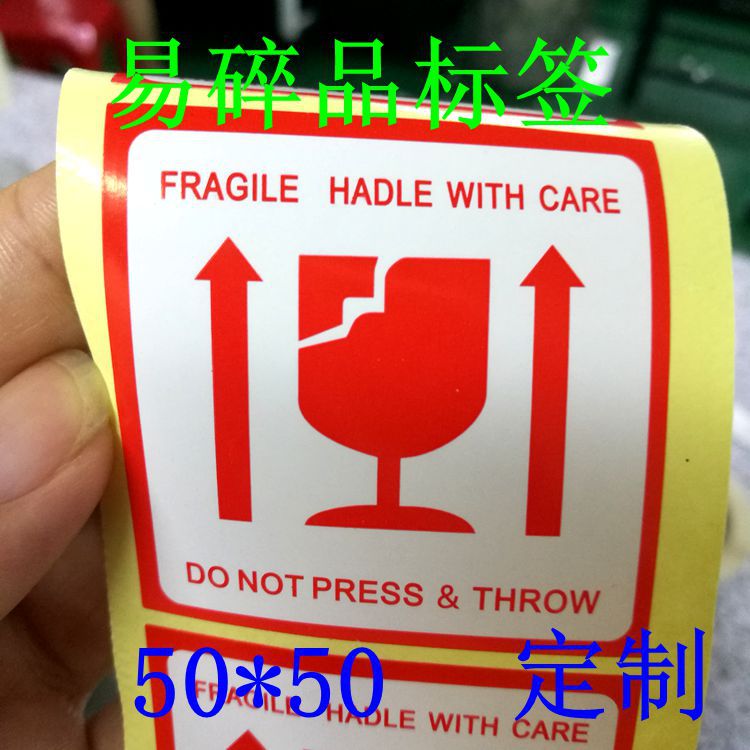 易碎品标签
FRAGILE HADLE WITH CARE
DO NOT PRESS & THROW
50*50 定制
FRAGILE HADLE WITH CARE